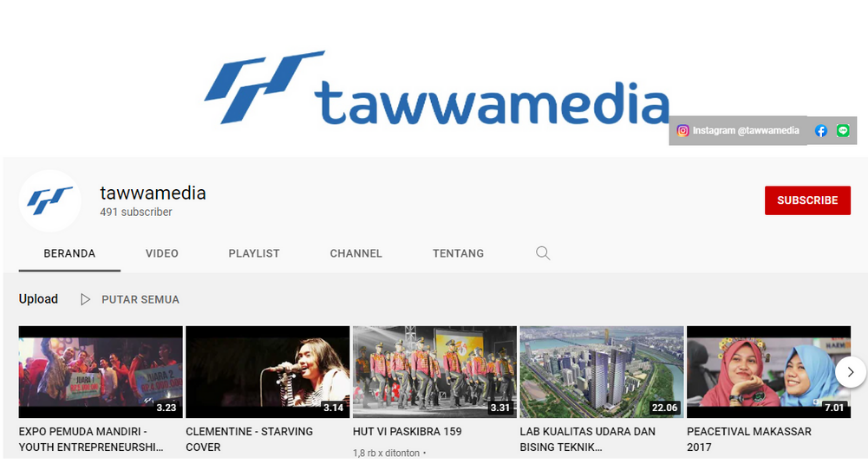 tawwamedia
Instagram @tawwamedia
tawwamedia
491 subscriber
SUBSCRIBE
BERANDA VIDEO PLAYLIST CHANNEL TENTANG
Upload PUTAR SEMUA
JUARA 2
3.23
3.14
3.31
22.06
7.01
EXPO PEMUDA MANDIRI -
YOUTH ENTREPRENEURSHI...
CLEMENTINE - STARVING
COVER
HUT VI PASKIBRA 159
1,8 rb x ditonton •
LAB KUALITAS UDARA DAN
BISING TEKNIK...
PEACETIVAL MAKASSAR
2017